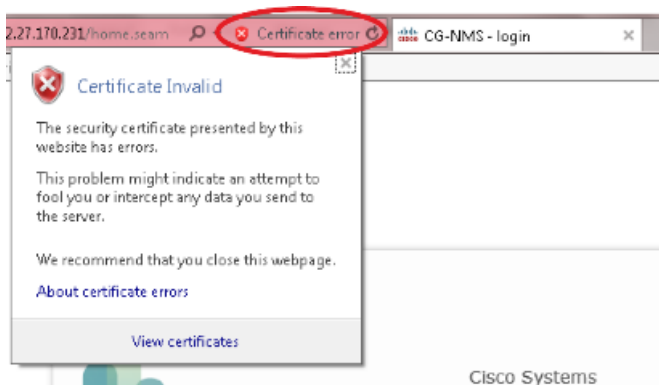 2.27.170.231/home.seam
Certificate error
CG-NMS - login
Certificate Invalid
The security certificate presented by this
website has errors.
This problem might indicate an attempt to
fool you or intercept any data you send to
the server.
We recommend that you close this webpage.
About certificate errors
View certificates
Cisco Systems